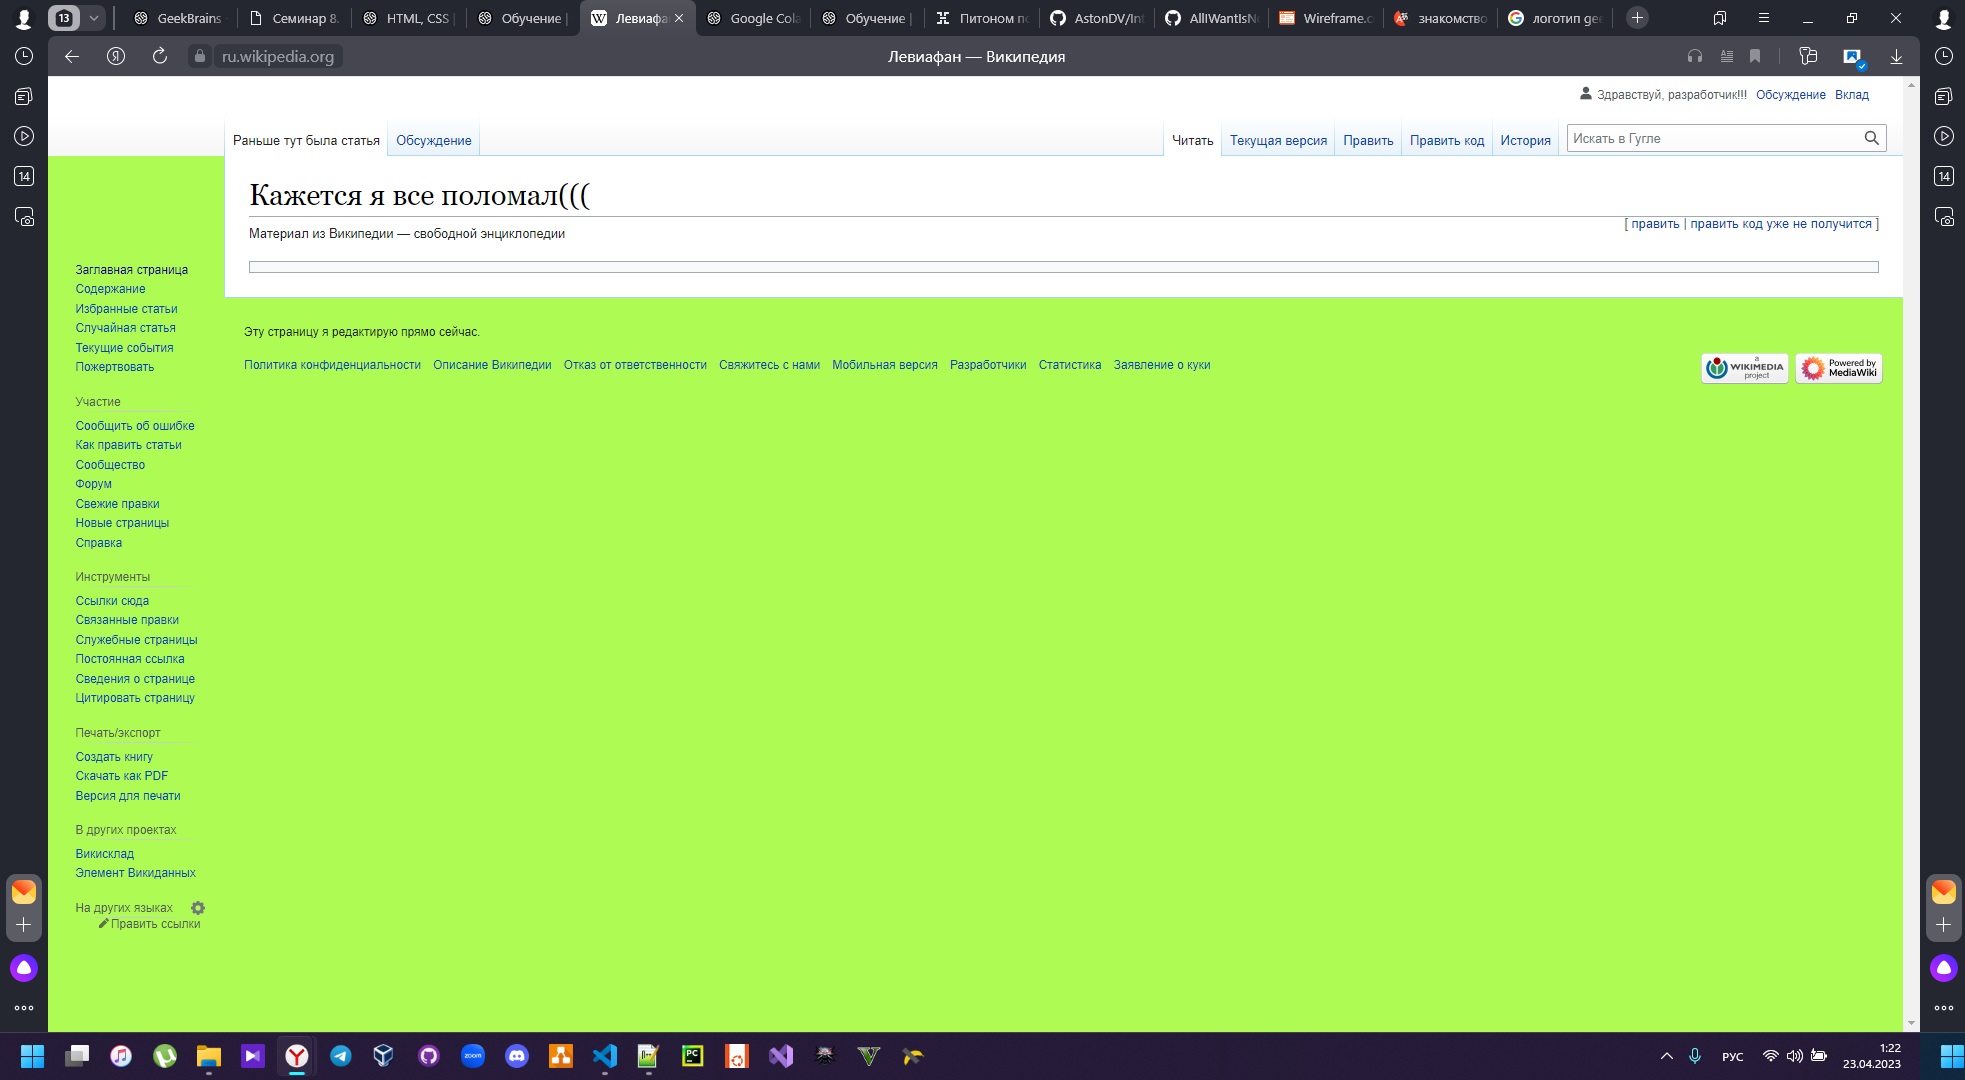 13
GeekBrains
Семинар 8.
HTML, CSS |
Обучение |
Левиафа
Google Cola
Обучение |
Питоном по
AstonDV/Int
AllIWantIsN
Wireframe.c
знакомство
логотип gee
ru.wikipedia.org
Левиафан — Википедия
Здравствуй, разработчик!!! Обсуждение Вклад
Раньше тут была статья Обсуждение
Читать Текущая версия Править Править код История
Искать в Гугле
Кажется я все поломал(((
[ править | править код уже не получится ]
Материал из Википедии — свободной энциклопедии
14
14
Заглавная страница
Содержание
Избранные статьи
Случайная статья
Текущие события
Пожертвовать
Участие
Сообщить об ошибке
Как править статьи
Сообщество
Форум
Свежие правки
Новые страницы
Справка
Инструменты
Ссылки сюда
Связанные правки
Служебные страницы
Постоянная ссылка
Сведения о странице
Цитировать страницу
Печать/экспорт
Создать книгу
Скачать как PDF
Версия для печати
В других проектах
Викисклад
Элемент Викиданных
На других языках
Править ссылки
Эту страницу я редактирую прямо сейчас.
Политика конфиденциальности Описание Википедии Отказ от ответственности Свяжитесь с нами Мобильная версия Разработчики Статистика Заявление о куки
a
WIKIMEDIA
project
Powered by
MediaWiki
zoom
PC
РУС
1:22
23.04.2023